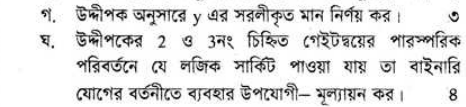 গ. উদ্দীপক অনুসারে y এর সরলীকৃত মান নির্ণয় কর। ৩
ঘ. উদ্দীপকের 2 ও 3নং চিহ্নিত গেইটদ্বয়ের পারস্পরিক
পরিবর্তনে যে লজিক সার্কিট পাওয়া যায় তা বাইনারি
যোগের বর্তনীতে ব্যবহার উপযোগী– মূল্যায়ন কর। 8